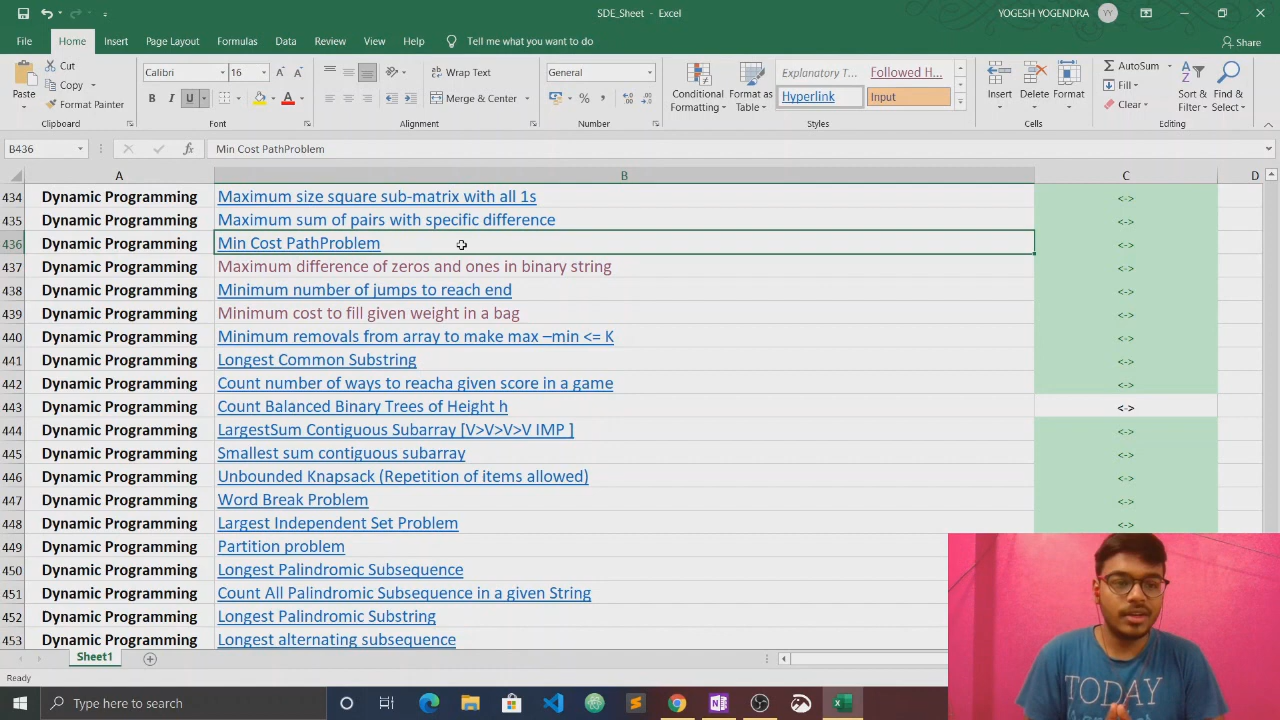 SDE_Sheet - Excel
YOGESH YOGENDRA
YY
File Home Insert Page Layout Formulas Data Review View Help Tell me what you want to do
Share
Paste
Cut
Copy
Format Painter
Clipboard
Calibri 16
B I U
Font
Wrap Text
Merge & Center
Alignment
General
Number
Conditional Formatting
Format as Table
Explanatory T...
Followed H...
Hyperlink
Input
Styles
Insert
Delete
Format
Cells
AutoSum
Fill
Clear
Sort & Filter
Find & Select
Editing
B436
fx
Min Cost PathProblem
A B C D
434 Dynamic Programming Maximum size square sub-matrix with all 1s <->
435 Dynamic Programming Maximum sum of pairs with specific difference <->
436 Dynamic Programming Min Cost PathProblem <->
437 Dynamic Programming Maximum difference of zeros and ones in binary string <->
438 Dynamic Programming Minimum number of jumps to reach end <->
439 Dynamic Programming Minimum cost to fill given weight in a bag <->
440 Dynamic Programming Minimum removals from array to make max –min <= K <->
441 Dynamic Programming Longest Common Substring <->
442 Dynamic Programming Count number of ways to reacha given score in a game <->
443 Dynamic Programming Count Balanced Binary Trees of Height h <->
444 Dynamic Programming LargestSum Contiguous Subarray [V>V>V>V IMP ] <->
445 Dynamic Programming Smallest sum contiguous subarray <->
446 Dynamic Programming Unbounded Knapsack (Repetition of items allowed) <->
447 Dynamic Programming Word Break Problem <->
448 Dynamic Programming Largest Independent Set Problem <->
449 Dynamic Programming Partition problem
450 Dynamic Programming Longest Palindromic Subsequence
451 Dynamic Programming Count All Palindromic Subsequence in a given String
452 Dynamic Programming Longest Palindromic Substring
453 Dynamic Programming Longest alternating subsequence
Sheet1
Ready
Type here to search
TODAY